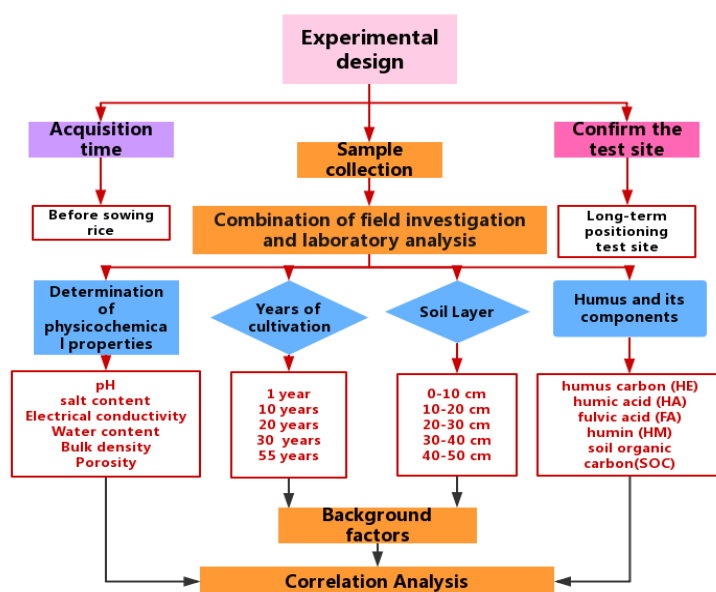 Experimental
design
Acquisition
time
Sample
collection
Confirm the
test site
Before sowing
rice
Combination of field investigation
and laboratory analysis
Long-term
positioning
test site
Determination
of
physicochemica
l properties
Years of
cultivation
Soil Layer
Humus and its
components
pH
salt content
Electrical conductivity
Water content
Bulk density
Porosity
1 year
10 years
20 years
30 years
55 years
0-10 cm
10-20 cm
20-30 cm
30-40 cm
40-50 cm
humus carbon (HE)
humic acid (HA)
fulvic acid (FA)
humin (HM)
soil organic
carbon(SOC)
Background
factors
Correlation Analysis